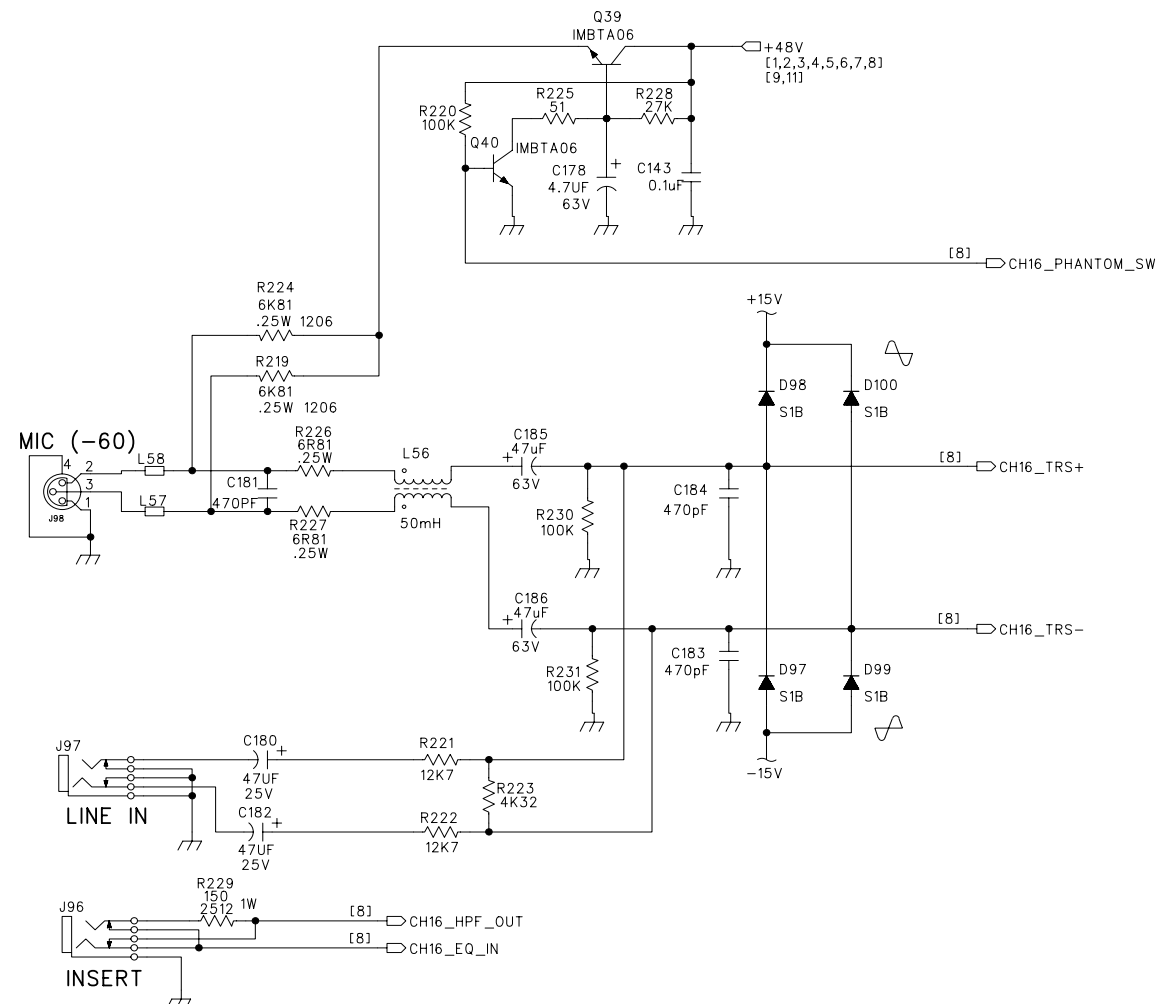 Q39
IMBTA06
+48V
[1,2,3,4,5,6,7,8]
[9,11]
R220
100K
R225
51
R228
27K
Q40
IMBTA06
C178
4.7UF
63V
+
C143
0.1uF
[8]
CH16_PHANTOM_SW
R224
6K81
.25W 1206
R219
6K81
.25W 1206
+15V
D98
S1B
D100
S1B
MIC (-60)
4
2
3
1
J98
L58
L57
C181
470PF
R226
6R81
.25W
R227
6R81
.25W
L56
50mH
C185
+
47uF
63V
R230
100K
C184
470pF
[8]
CH16_TRS+
C186
+
47uF
63V
R231
100K
C183
470pF
[8]
CH16_TRS-
D97
S1B
D99
S1B
-15V
J97
LINE IN
C180
+
47UF
25V
C182
+
47UF
25V
R221
12K7
R223
4K32
R222
12K7
J96
INSERT
R229
150
2512
1W
[8]
CH16_HPF_OUT
[8]
CH16_EQ_IN